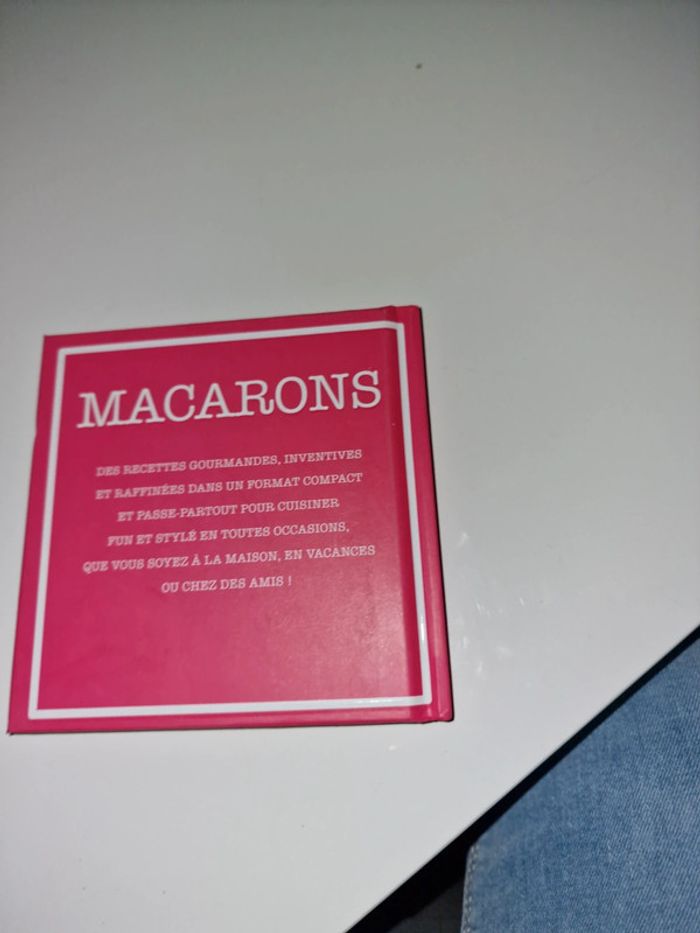 MACARONS
DES RECETTES GOURMANDES, INVENTIVES
ET RAFFINÉES DANS UN FORMAT COMPACT
ET PASSE-PARTOUT POUR CUISINER
FUN ET STYLÉ EN TOUTES OCCASIONS,
QUE VOUS SOYEZ À LA MAISON, EN VACANCES
OU CHEZ DES AMIS !